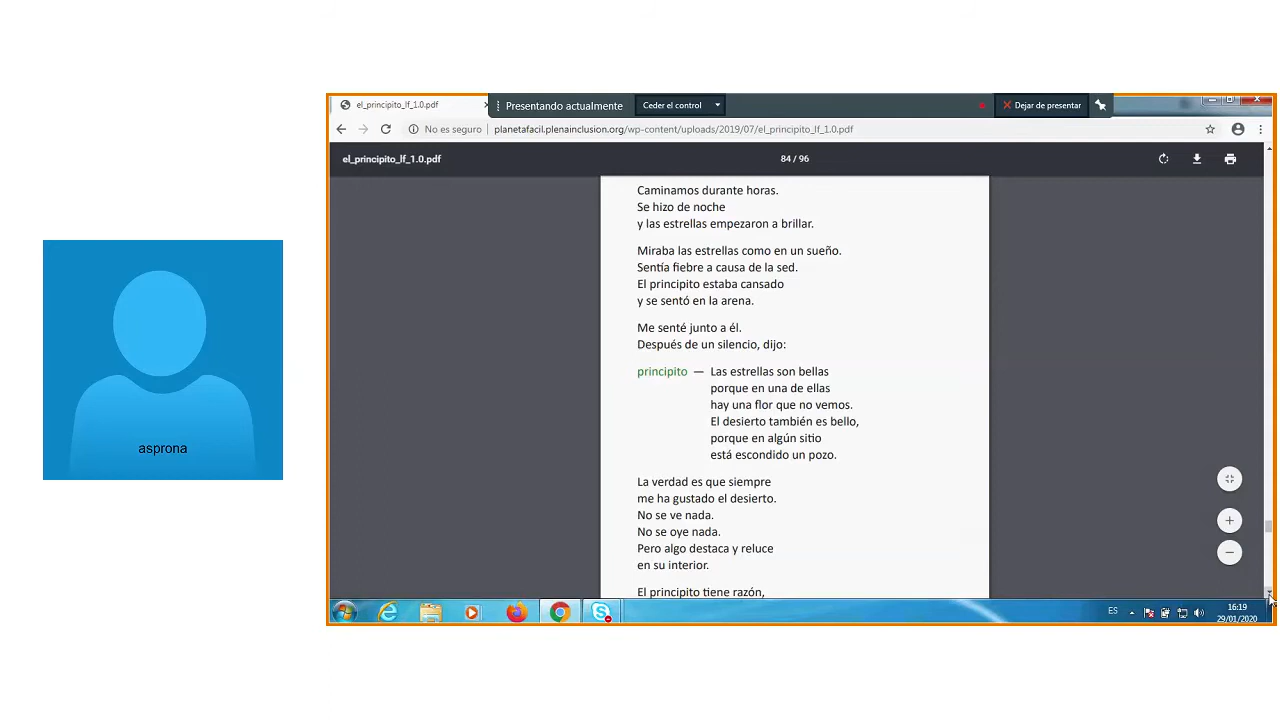 el_principito_lf_1.0.pdf
Presentando actualmente
Ceder el control
Dejar de presentar
No es seguro
planetafacil.plenainclusion.org/wp-content/uploads/2019/07/el_principito_lf_1.0.pdf
el_principito_lf_1.0.pdf
84 / 96
Caminamos durante horas.
Se hizo de noche
y las estrellas empezaron a brillar.
Miraba las estrellas como en un sueño.
Sentía fiebre a causa de la sed.
El principito estaba cansado
y se sentó en la arena.
Me senté junto a él.
Después de un silencio, dijo:
principito — Las estrellas son bellas
porque en una de ellas
hay una flor que no vemos.
El desierto también es bello,
porque en algún sitio
está escondido un pozo.
La verdad es que siempre
me ha gustado el desierto.
No se ve nada.
No se oye nada.
Pero algo destaca y reluce
en su interior.
El principito tiene razón,
asprona
ES
16:19
29/01/2020